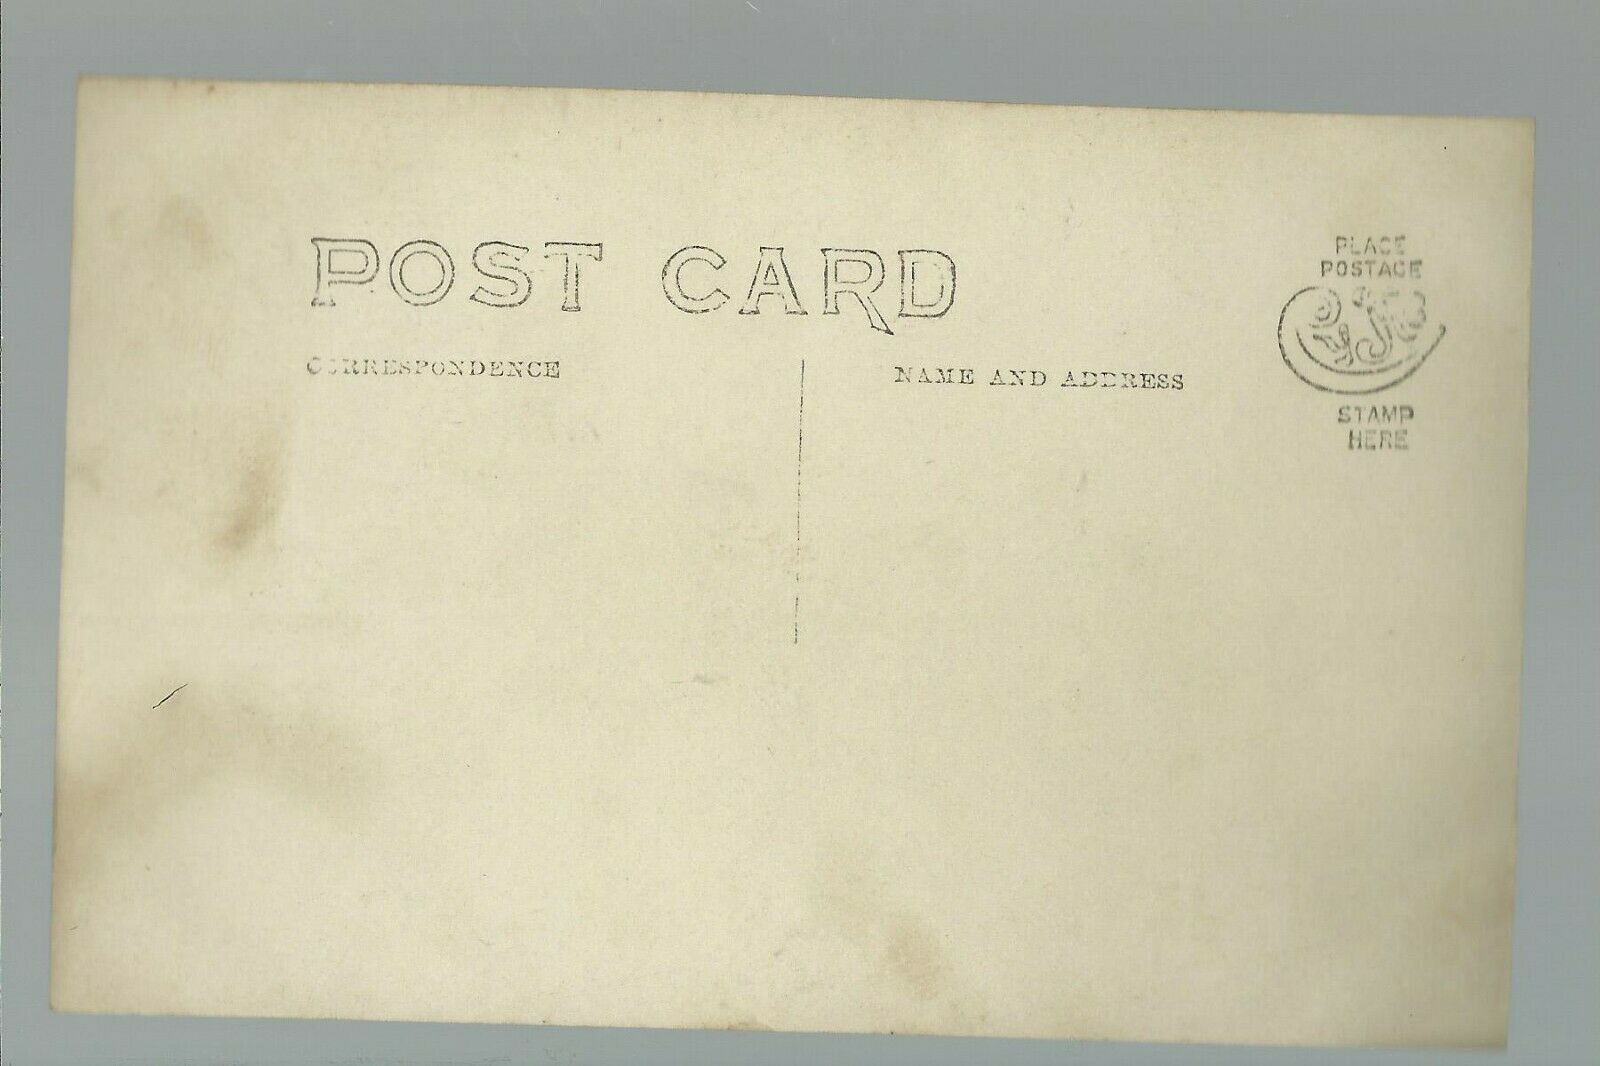 POST CARD
CORRESPONDENCE
NAME AND ADDRESS
PLACE
POSTAGE
STAMP
HERE